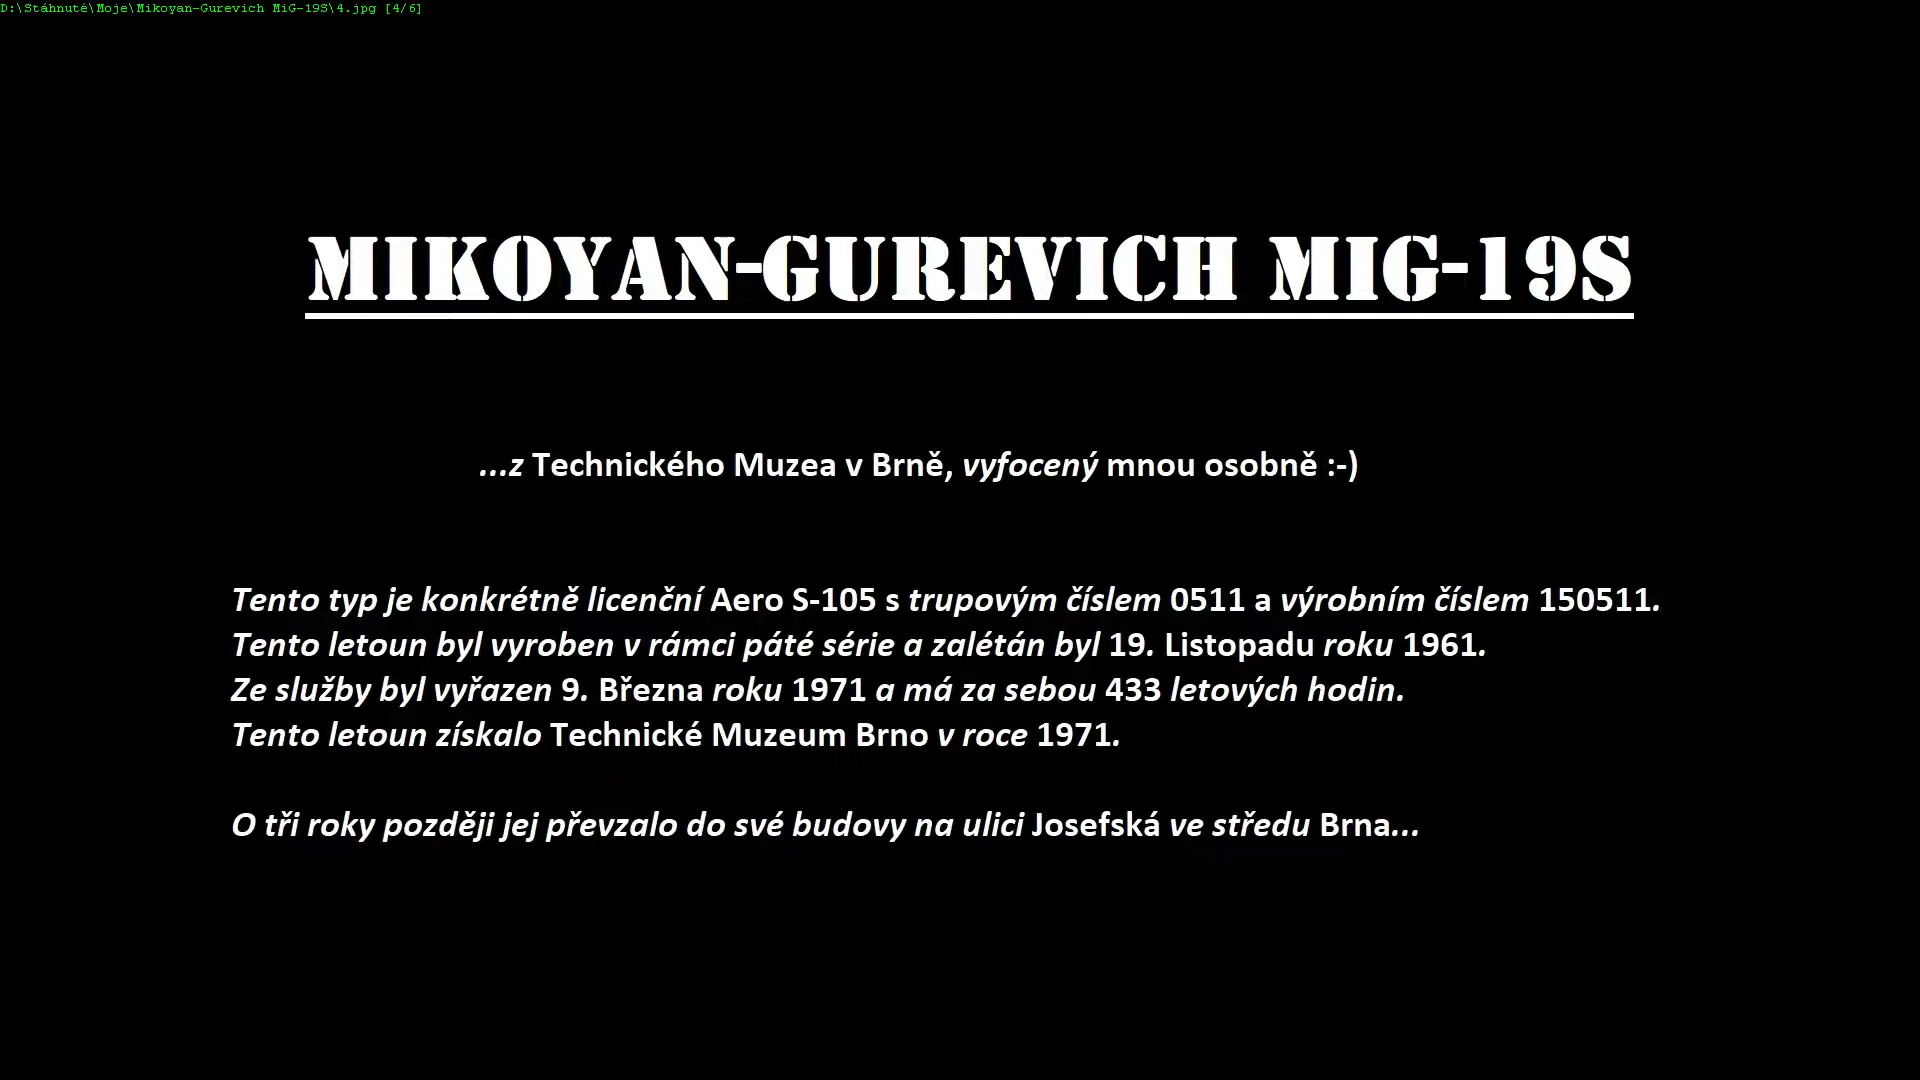 D:\Stáhnuté\Moje\Mikoyan-Gurevich MiG-19S\4.jpg [4/6]
MIKOYAN-GUREVICH MIG-19S
...z Technického Muzea v Brně, vyfocený mnou osobně :-)
Tento typ je konkrétně licenční Aero S-105 s trupovým číslem 0511 a výrobním číslem 150511.
Tento letoun byl vyroben v rámci páté série a zalétán byl 19. Listopadu roku 1961.
Ze služby byl vyřazen 9. Března roku 1971 a má za sebou 433 letových hodin.
Tento letoun získalo Technické Muzeum Brno v roce 1971.
O tři roky později jej převzalo do své budovy na ulici Josefská ve středu Brna...